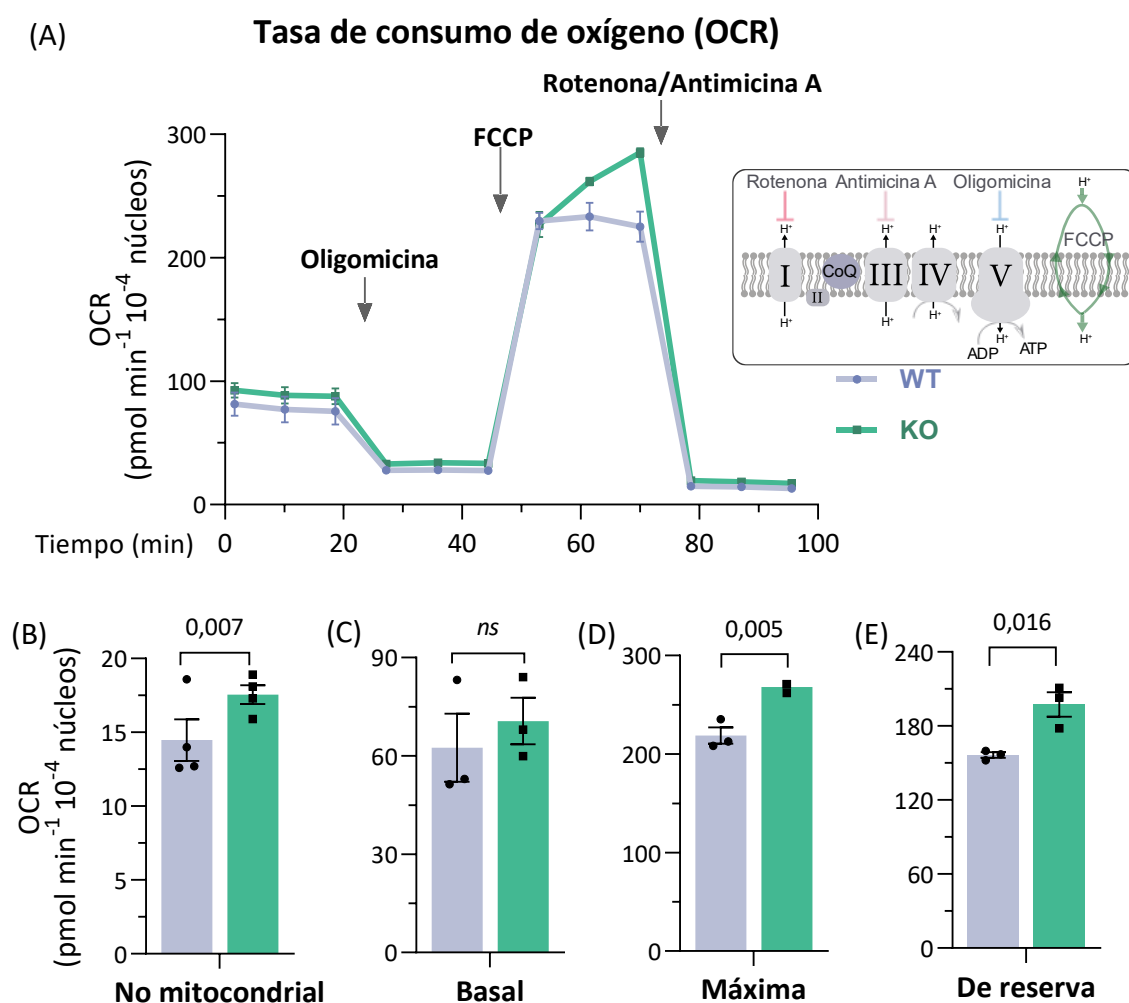 (A)
Tasa de consumo de oxígeno (OCR)
Rotenona/Antimicina A
FCCP
Oligomicina
OCR
(pmol min⁻¹ 10⁻⁴ núcleos)
300
200
100
0
Tiempo (min)
0 20 40 60 80 100
Rotenona Antimicina A Oligomicina H⁺
H⁺ H⁺ H⁺ H⁺
FCCP
I II CoQ III IV V
H⁺ H⁺ H⁺ H⁺ H⁺
ADP ATP
WT
KO
(B)
0,007
20
15
10
5
0
OCR
(pmol min⁻¹ 10⁻⁴ núcleos)
No mitocondrial
(C)
ns
90
60
30
0
Basal
(D)
0,005
300
200
100
0
Máxima
(E)
0,016
240
180
120
60
0
De reserva